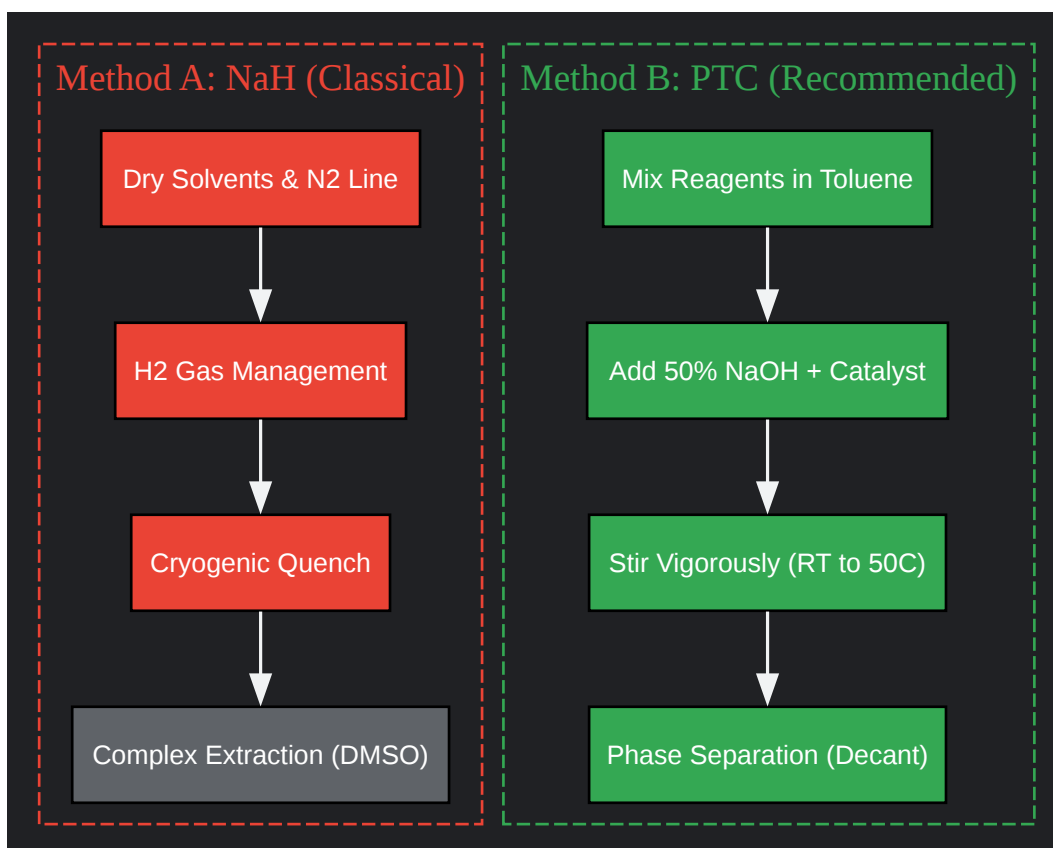 Method A: NaH (Classical)
Dry Solvents & N2 Line
H2 Gas Management
Cryogenic Quench
Complex Extraction (DMSO)
Method B: PTC (Recommended)
Mix Reagents in Toluene
Add 50% NaOH + Catalyst
Stir Vigorously (RT to 50C)
Phase Separation (Decant)